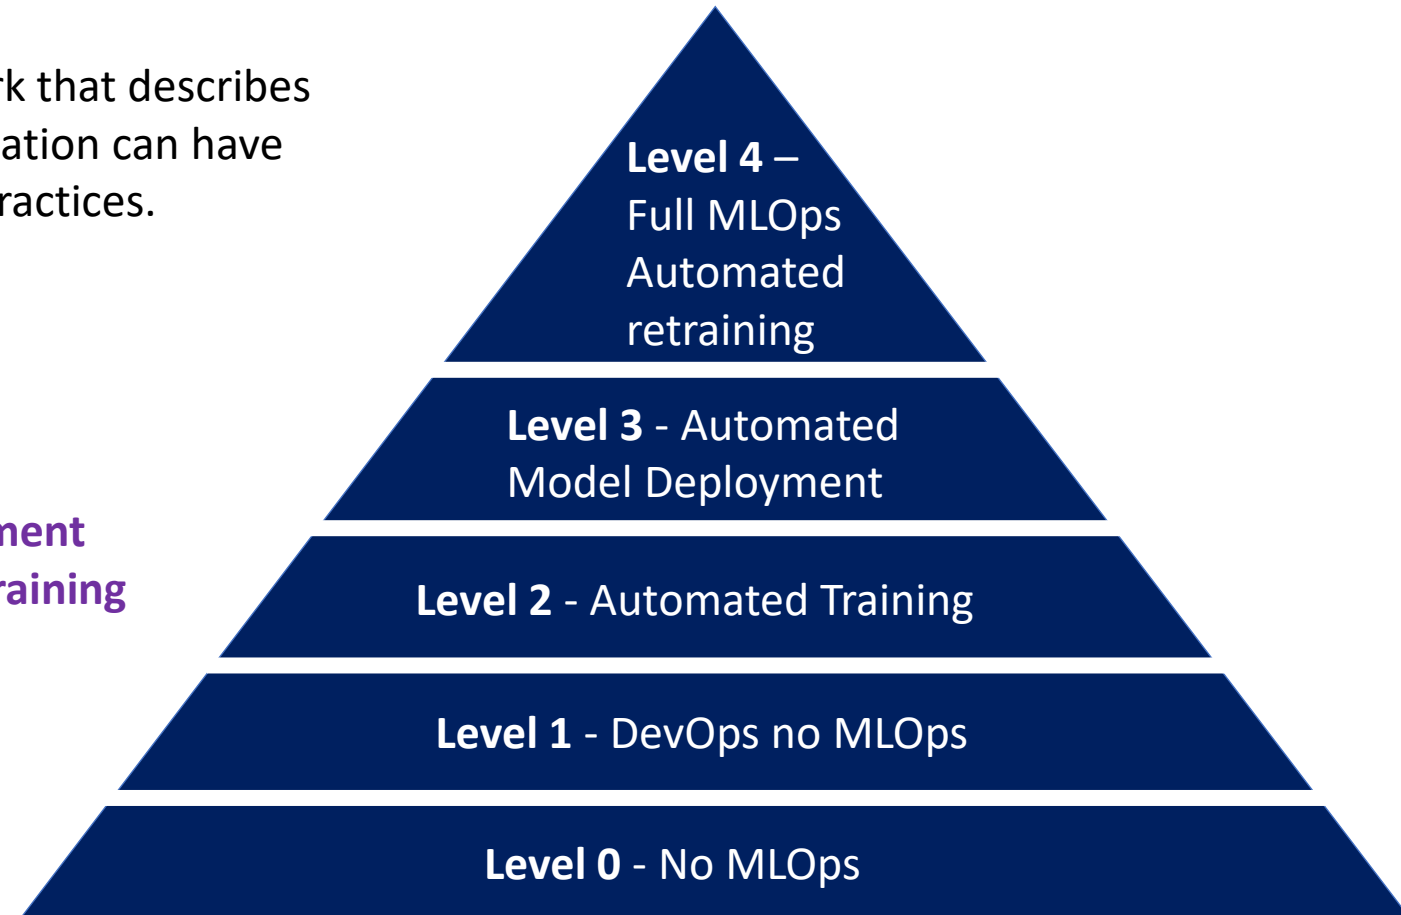 rk that describes
ation can have
ractices.
ment
raining
Level 4 –
Full MLOps
Automated
retraining
Level 3 - Automated
Model Deployment
Level 2 - Automated Training
Level 1 - DevOps no MLOps
Level 0 - No MLOps